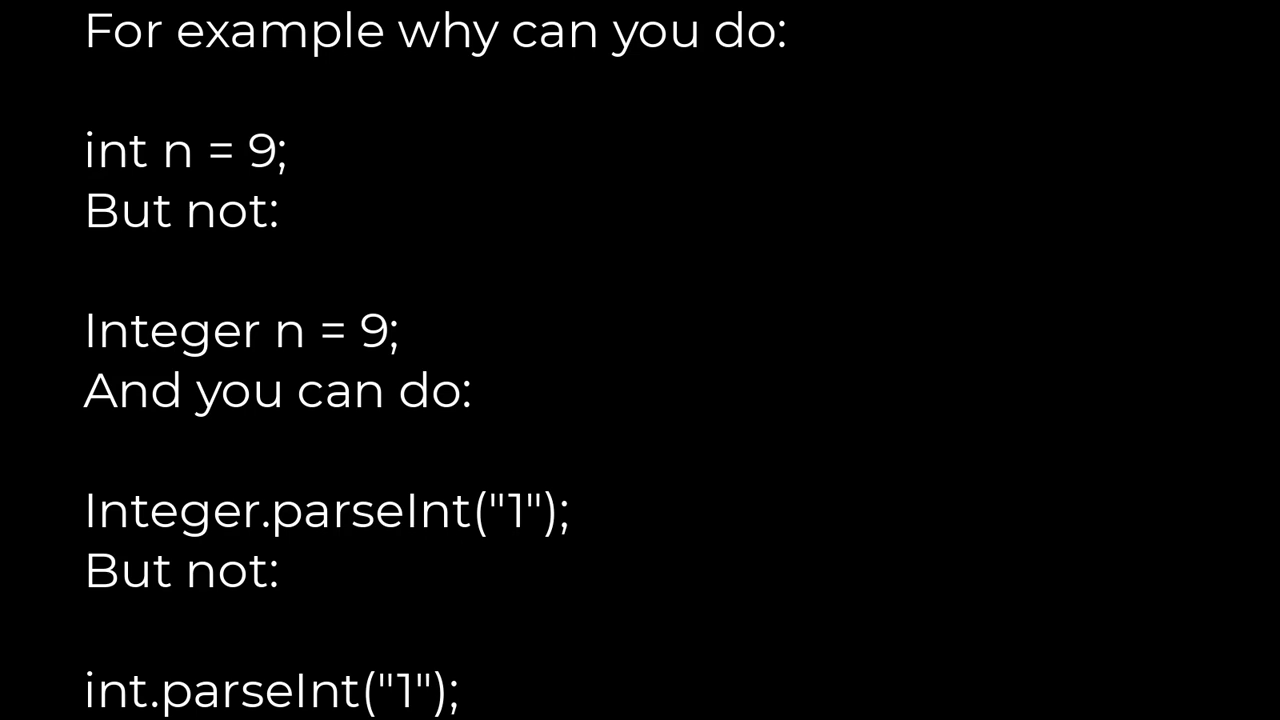 For example why can you do:
int n = 9;
But not:
Integer n = 9;
And you can do:
Integer.parseInt("1");
But not:
int.parseInt("1");